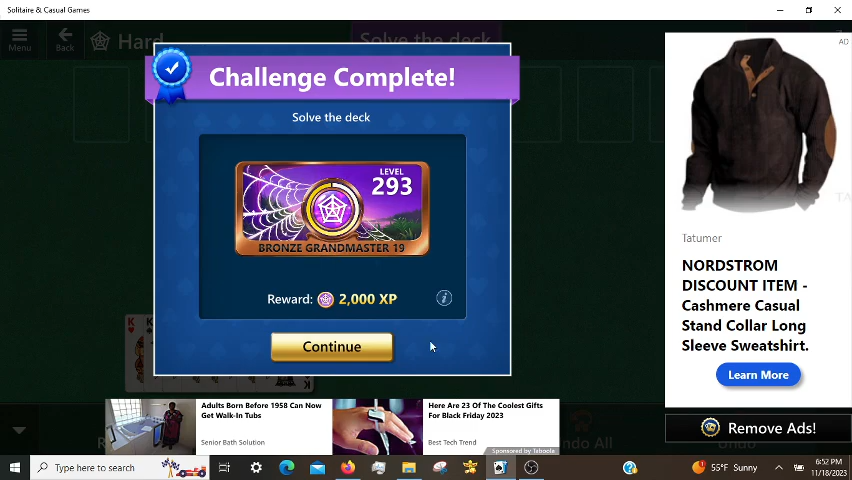 Solitaire & Casual Games
Menu
Back
Hard
Solve the deck
Challenge Complete!
Solve the deck
LEVEL
293
BRONZE GRANDMASTER 19
Reward: 2,000 XP
i
Continue
K K
K
AD
Tatumer
NORDSTROM
DISCOUNT ITEM -
Cashmere Casual
Stand Collar Long
Sleeve Sweatshirt.
Learn More
Remove Ads!
Adults Born Before 1958 Can Now
Get Walk-In Tubs
Senior Bath Solution
Here Are 23 Of The Coolest Gifts
For Black Friday 2023
Best Tech Trend
Sponsored by Taboola
Undo All
Undo
Type here to search
1
55°F Sunny
6:52 PM
11/18/2023